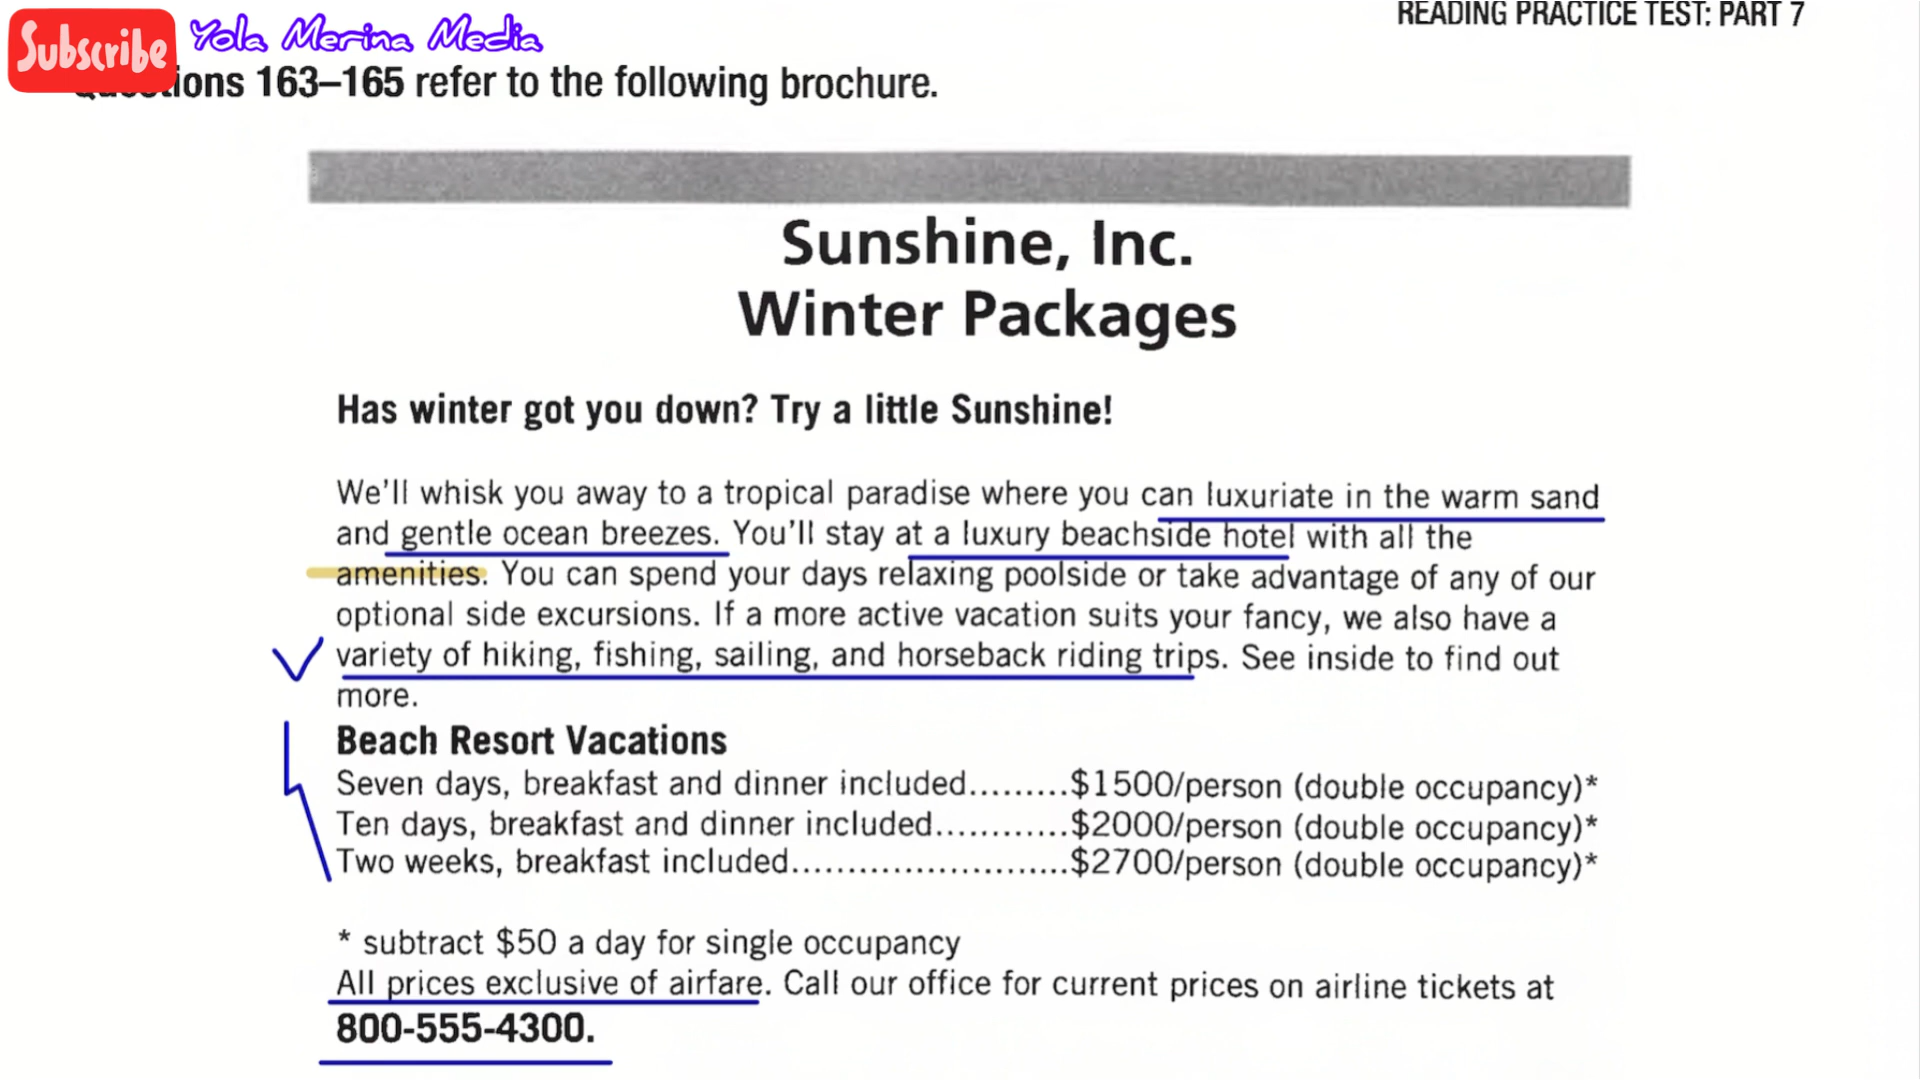 READING PRACTICE TEST: PART 7
Subscribe
Yola Merina Media
Questions 163–165 refer to the following brochure.
Sunshine, Inc.
Winter Packages
Has winter got you down? Try a little Sunshine!
We'll whisk you away to a tropical paradise where you can luxuriate in the warm sand
and gentle ocean breezes. You'll stay at a luxury beachside hotel with all the
amenities. You can spend your days relaxing poolside or take advantage of any of our
optional side excursions. If a more active vacation suits your fancy, we also have a
variety of hiking, fishing, sailing, and horseback riding trips. See inside to find out
more.
Beach Resort Vacations
Seven days, breakfast and dinner included.........$1500/person (double occupancy)*
Ten days, breakfast and dinner included............$2000/person (double occupancy)*
Two weeks, breakfast included.........................$2700/person (double occupancy)*
* subtract $50 a day for single occupancy
All prices exclusive of airfare. Call our office for current prices on airline tickets at
800-555-4300.